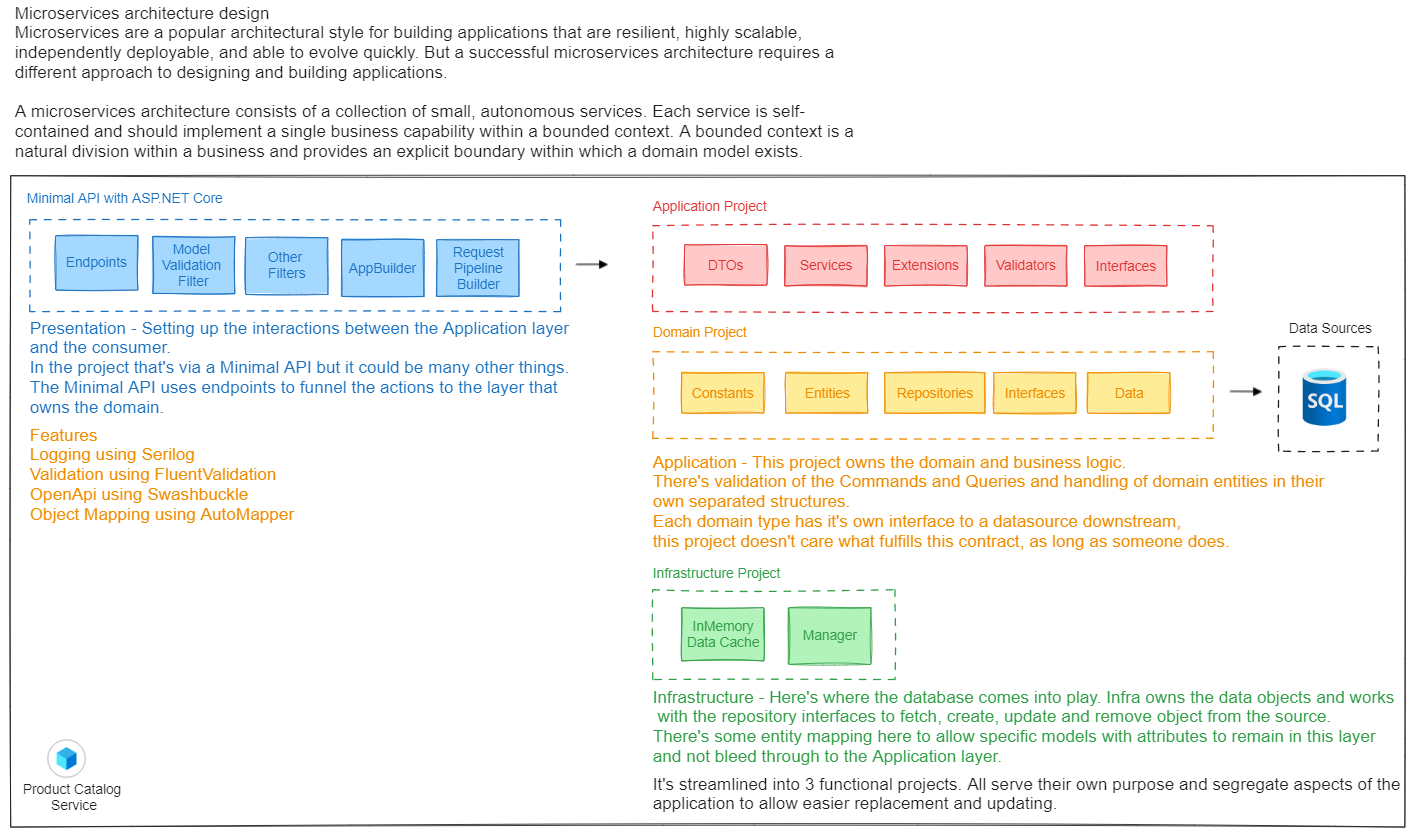 Microservices architecture design
Microservices are a popular architectural style for building applications that are resilient, highly scalable,
independently deployable, and able to evolve quickly. But a successful microservices architecture requires a
different approach to designing and building applications.
A microservices architecture consists of a collection of small, autonomous services. Each service is self-
contained and should implement a single business capability within a bounded context. A bounded context is a
natural division within a business and provides an explicit boundary within which a domain model exists.
Minimal API with ASP.NET Core
Endpoints
Model
Validation
Filter
Other
Filters
AppBuilder
Request
Pipeline
Builder
Presentation - Setting up the interactions between the Application layer
and the consumer.
In the project that's via a Minimal API but it could be many other things.
The Minimal API uses endpoints to funnel the actions to the layer that
owns the domain.
Features
Logging using Serilog
Validation using FluentValidation
OpenApi using Swashbuckle
Object Mapping using AutoMapper
Application Project
DTOs
Services
Extensions
Validators
Interfaces
Domain Project
Constants
Entities
Repositories
Interfaces
Data
Data Sources
SQL
Application - This project owns the domain and business logic.
There's validation of the Commands and Queries and handling of domain entities in their
own separated structures.
Each domain type has it's own interface to a datasource downstream,
this project doesn't care what fulfills this contract, as long as someone does.
Infrastructure Project
InMemory
Data Cache
Manager
Infrastructure - Here's where the database comes into play. Infra owns the data objects and works
with the repository interfaces to fetch, create, update and remove object from the source.
There's some entity mapping here to allow specific models with attributes to remain in this layer
and not bleed through to the Application layer.
It's streamlined into 3 functional projects. All serve their own purpose and segregate aspects of the
application to allow easier replacement and updating.
Product Catalog
Service